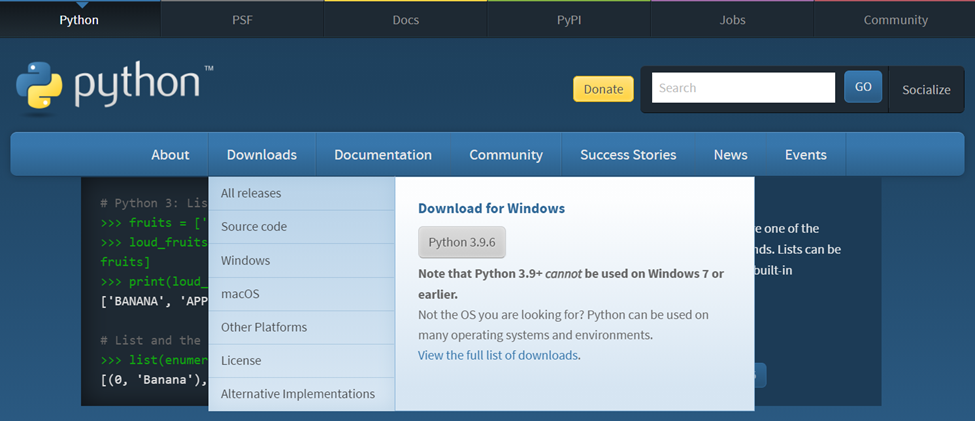 Python PSF Docs PyPI Jobs Community
python™
Donate Search GO Socialize
About Downloads Documentation Community Success Stories News Events
All releases
Source code
Windows
macOS
Other Platforms
License
Alternative Implementations
Download for Windows
Python 3.9.6
Note that Python 3.9+ cannot be used on Windows 7 or
earlier.
Not the OS you are looking for? Python can be used on
many operating systems and environments.
View the full list of downloads.
# Python 3: Lis
>>> fruits = ['
>>> loud_fruits
fruits]
>>> print(loud_
['BANANA', 'APP
# List and the
>>> list(enumer
[(0, 'Banana'),
e one of the
nds. Lists can be
built-in